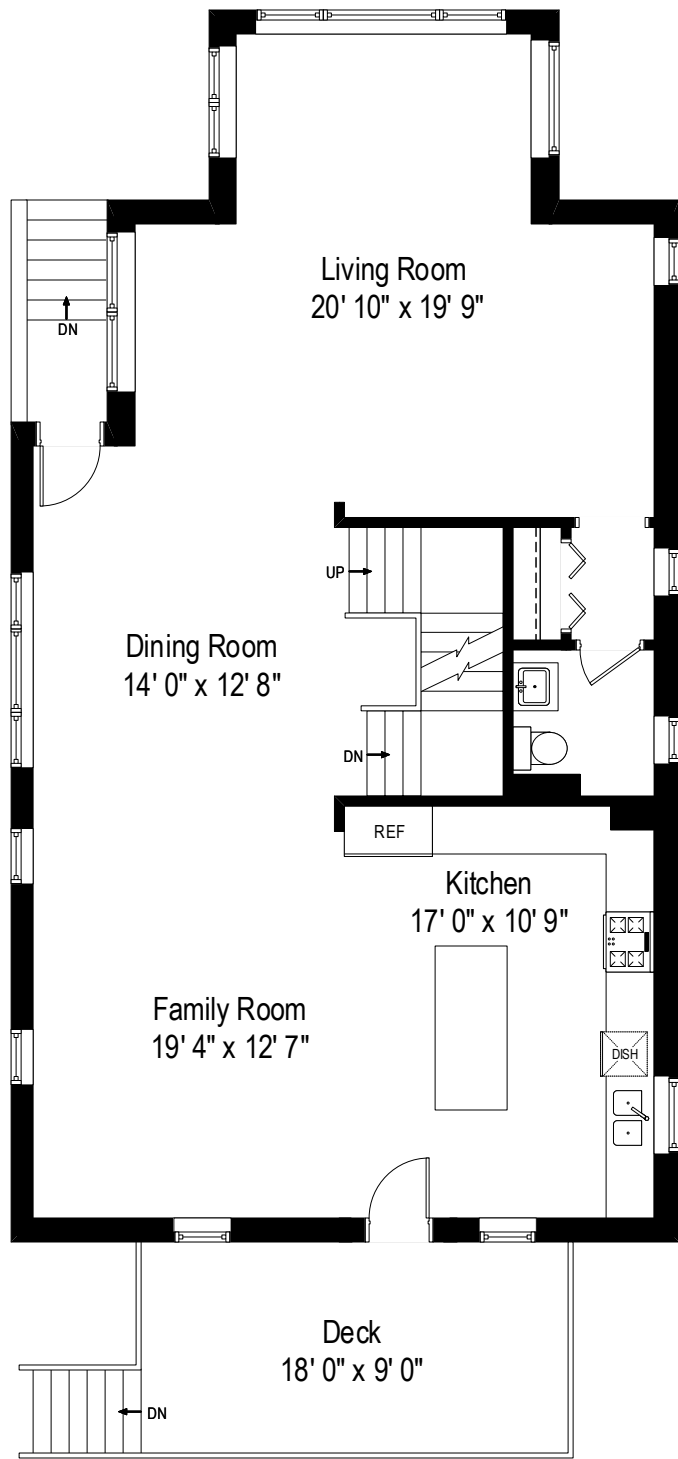 Living Room
20' 10" x 19' 9"
DN
UP
Dining Room
14' 0" x 12' 8"
DN
REF
Kitchen
17' 0" x 10' 9"
Family Room
19' 4" x 12' 7"
DISH
Deck
18' 0" x 9' 0"
DN